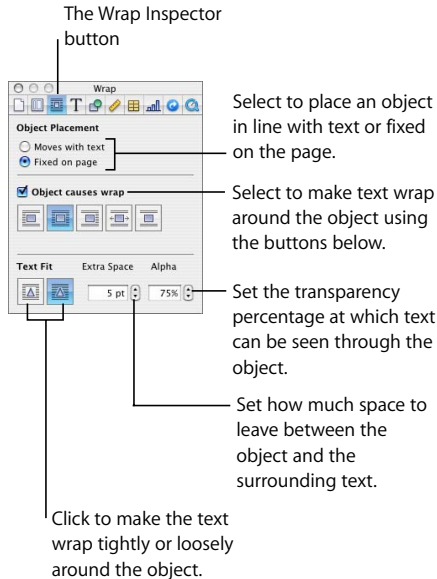 The Wrap Inspector
button
Wrap
T
Object Placement
Moves with text
Fixed on page
Select to place an object
in line with text or fixed
on the page.
Object causes wrap
Select to make text wrap
around the object using
the buttons below.
Text Fit Extra Space Alpha
5 pt 75%
Set the transparency
percentage at which text
can be seen through the
object.
Set how much space to
leave between the
object and the
surrounding text.
Click to make the text
wrap tightly or loosely
around the object.